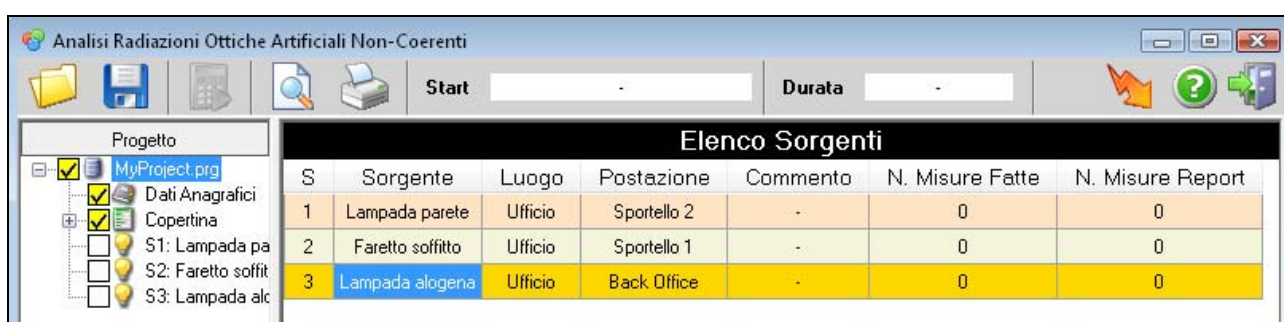 Analisi Radiazioni Ottiche Artificiali Non-Coerenti
Start - Durata -
Progetto
MyProject.prg
Dati Anagrafici
Copertina
S1: Lampada pa
S2: Faretto soffit
S3: Lampada alo
Elenco Sorgenti
S Sorgente Luogo Postazione Commento N. Misure Fatte N. Misure Report
1 Lampada parete Ufficio Sportello 2 - 0 0
2 Faretto soffitto Ufficio Sportello 1 - 0 0
3 Lampada alogena Ufficio Back Office - 0 0